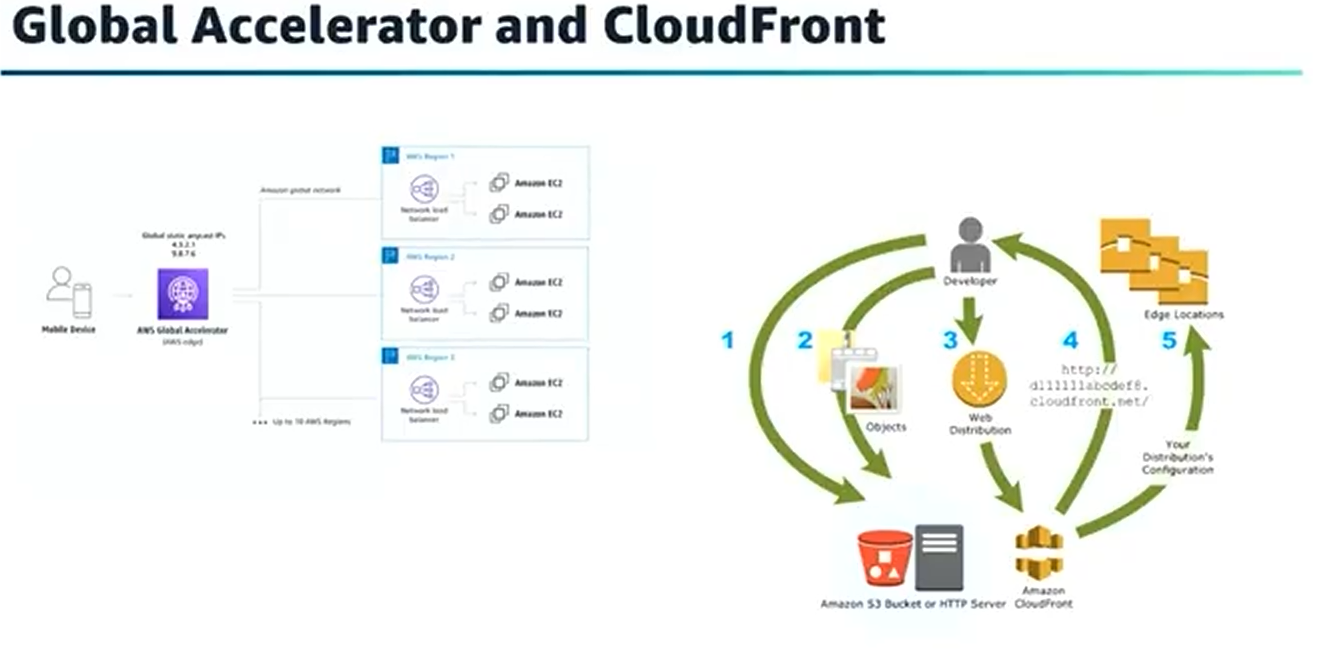 Global Accelerator and CloudFront
AWS Region 1
Amazon global network
Network load
balancer
Amazon EC2
Amazon EC2
Global static anycast IPs
4.3.2.1
9.8.7.6
Mobile Device
AWS Global Accelerator
(AWS edge)
AWS Region 2
Network load
balancer
Amazon EC2
Amazon EC2
AWS Region 3
Network load
balancer
Amazon EC2
Amazon EC2
Up to 10 AWS Regions
Developer
Edge Locations
1
2
3
4
5
http://
d111111abcdef8.
cloudfront.net/
Objects
Web
Distribution
Your
Distribution's
Configuration
Amazon S3 Bucket or HTTP Server
Amazon
CloudFront